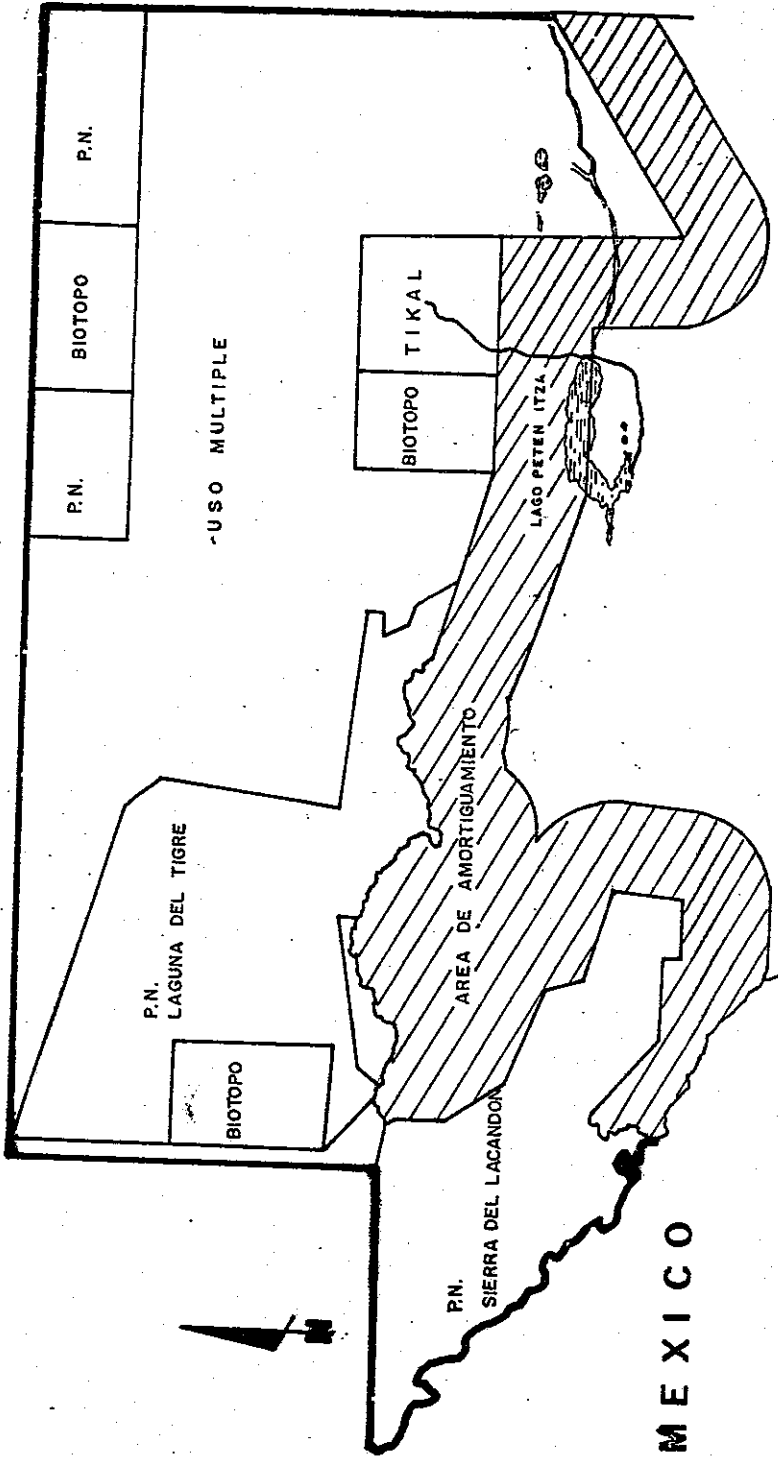 P.N.
BIOTOPO
P.N.
-USO MULTIPLE
P.N.
LAGUNA DEL TIGRE
BIOTOPO
BIOTOPO
TIKAL
LAGO PETEN ITZA
AREA DE AMORTIGUAMIENTO
P.N.
SIERRA DEL LACANDON
N
MEXICO